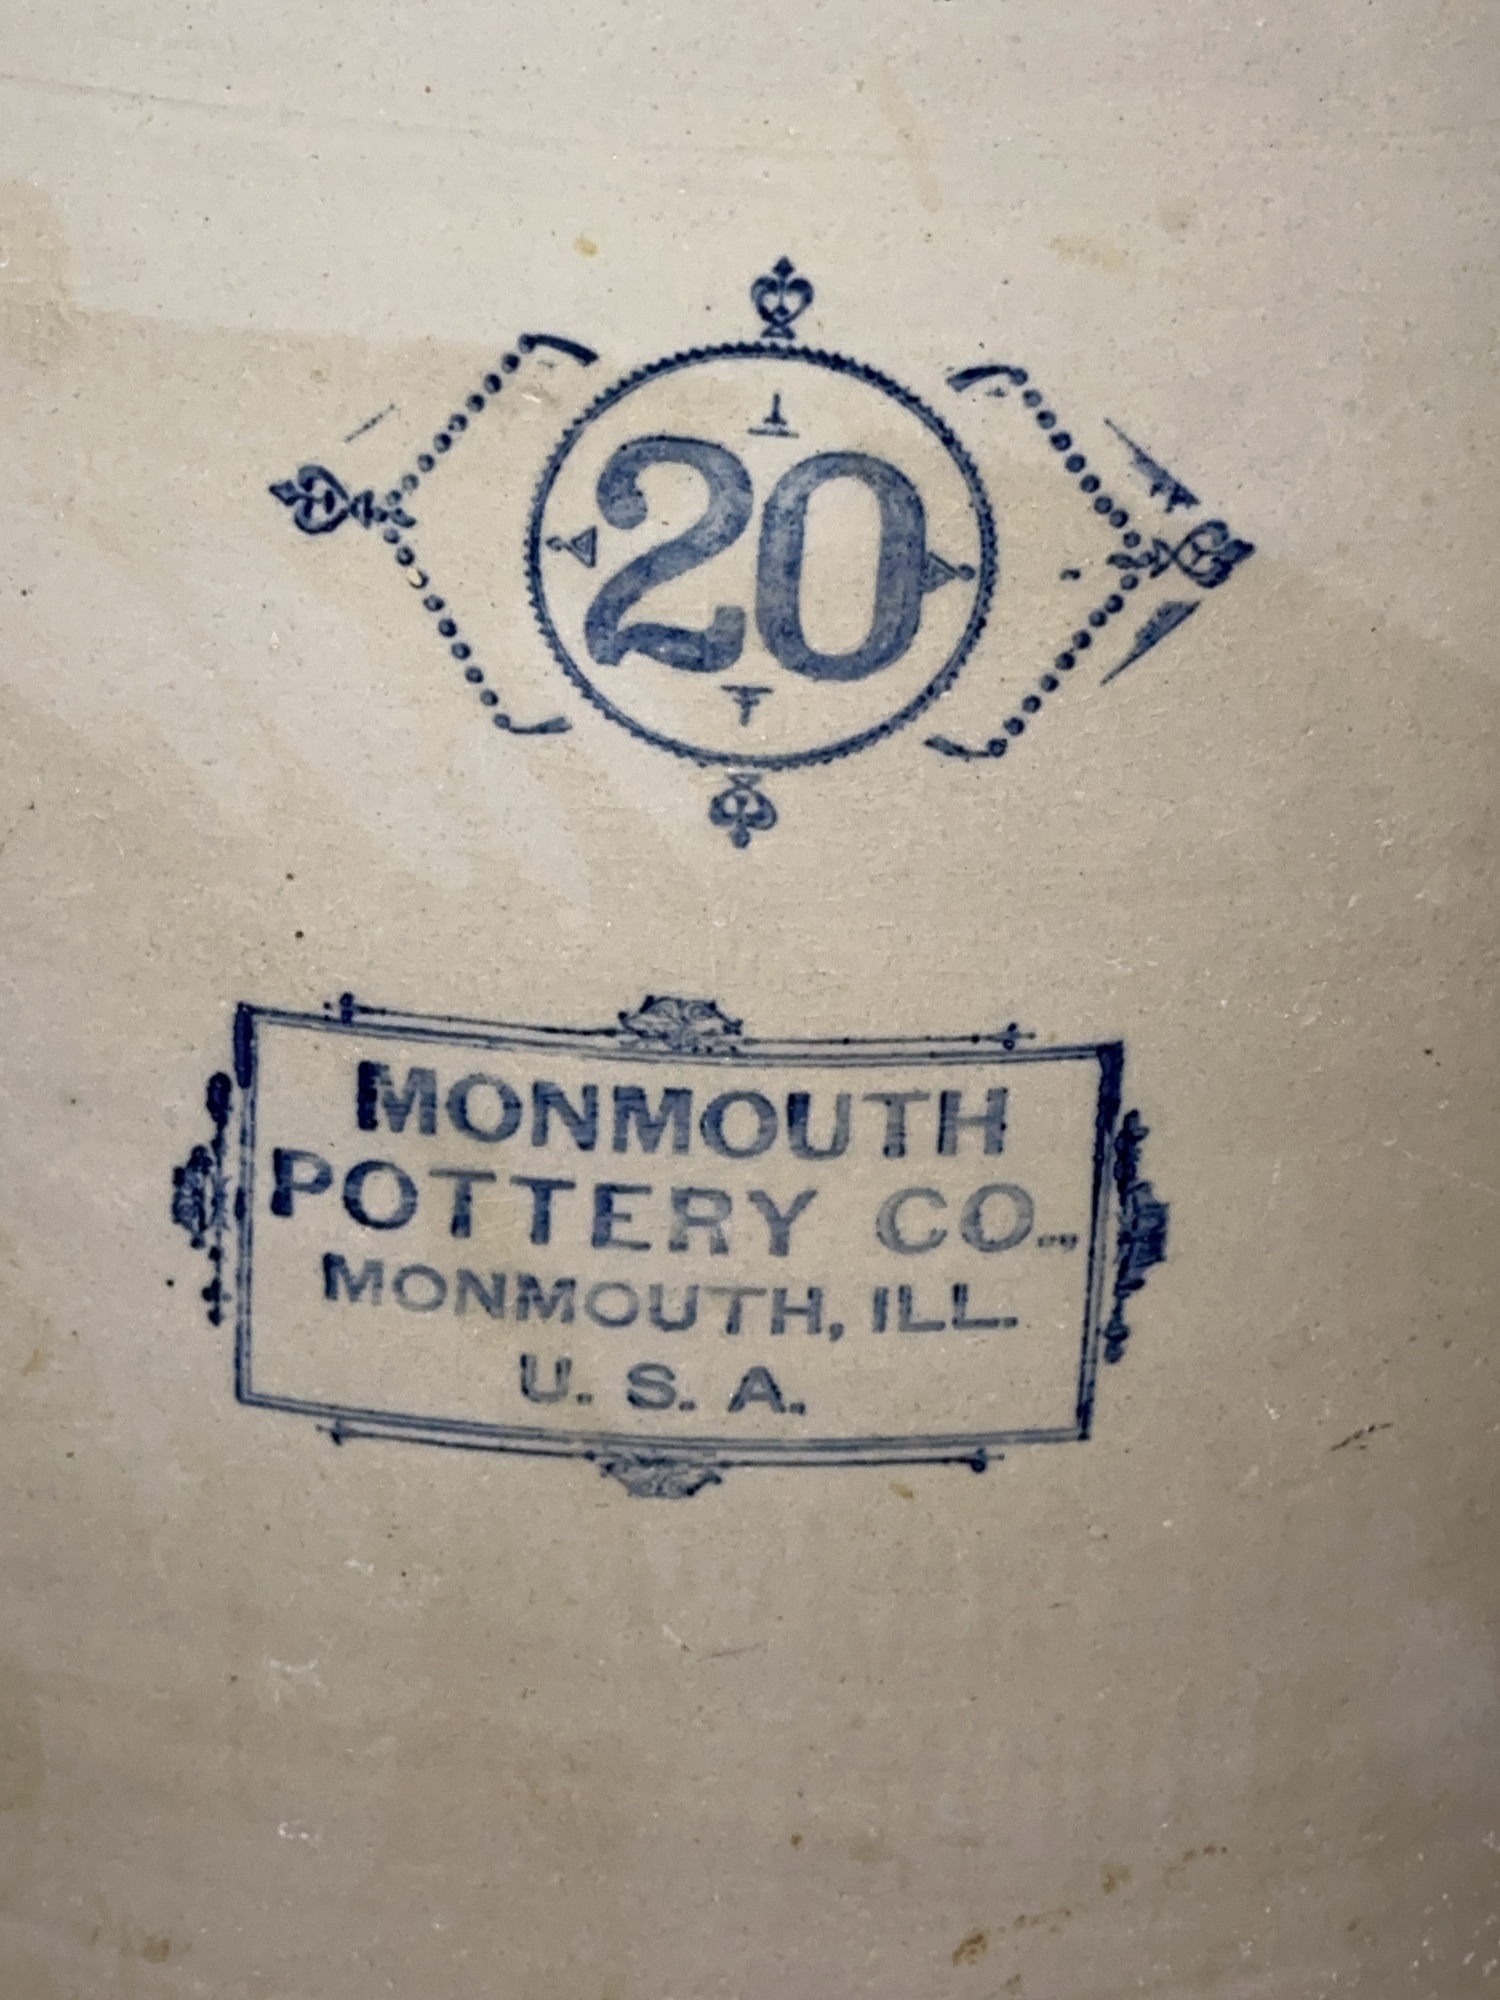 20
MONMOUTH
POTTERY CO.,
MONMOUTH, ILL.
U. S. A.